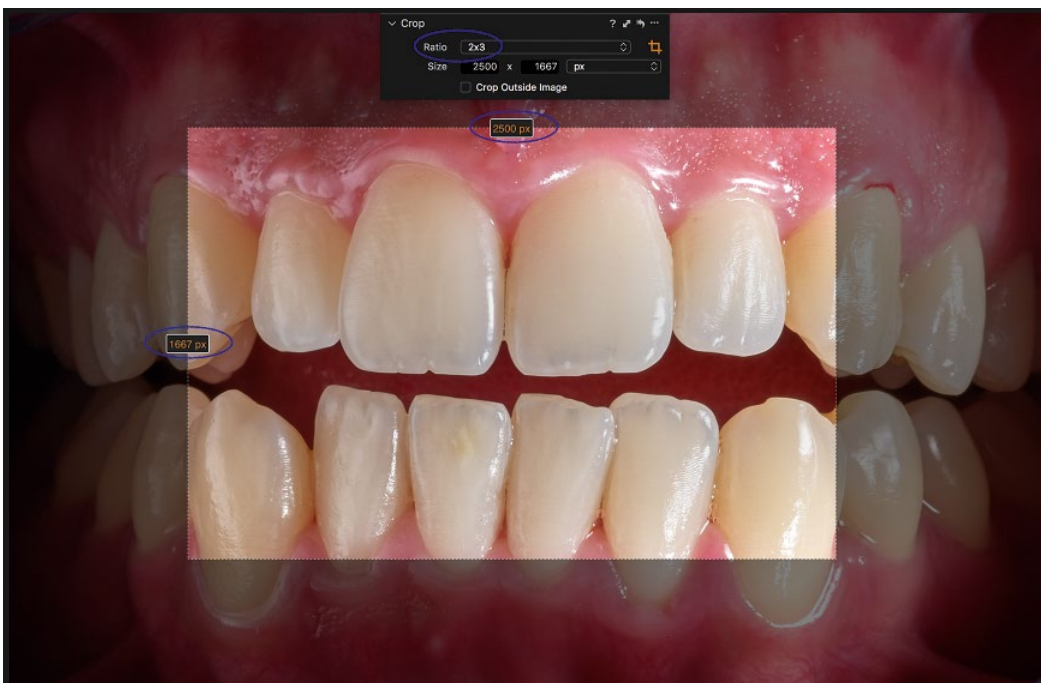 Crop
?
Ratio 2x3
Size 2500 x 1667 px
Crop Outside Image
2500 px
1667 px